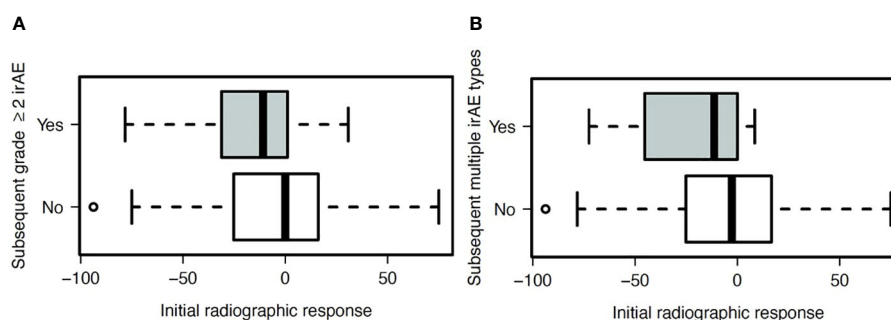 A
Subsequent grade ≥ 2 irAE
Yes
No
−100
−50
0
50
Initial radiographic response
B
Subsequent multiple irAE types
Yes
No
−100
−50
0
50
Initial radiographic response